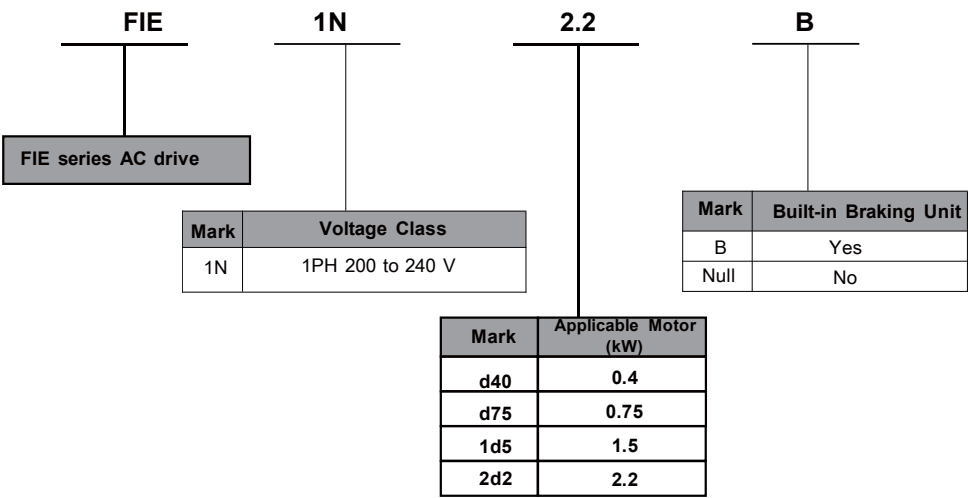 FIE 1N 2.2 B
FIE series AC drive
Mark Voltage Class
1N 1PH 200 to 240 V
Mark Built-in Braking Unit
B Yes
Null No
Mark Applicable Motor
(kW)
d40 0.4
d75 0.75
1d5 1.5
2d2 2.2